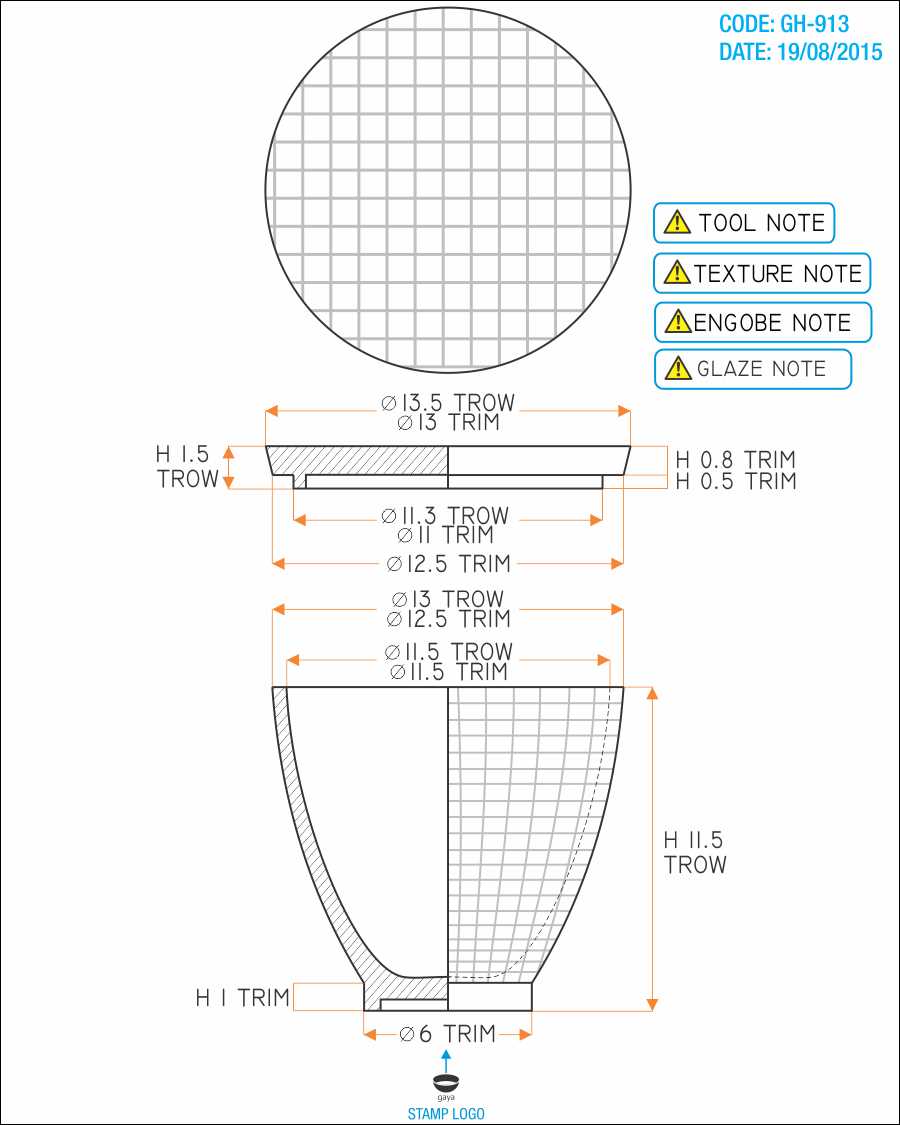 CODE: GH-913
DATE: 19/08/2015
TOOL NOTE
TEXTURE NOTE
ENGOBE NOTE
GLAZE NOTE
∅13.5 TROW
∅13 TRIM
H 1.5
TROW
H 0.8 TRIM
H 0.5 TRIM
∅11.3 TROW
∅11 TRIM
∅12.5 TRIM
∅13 TROW
∅12.5 TRIM
∅11.5 TROW
∅11.5 TRIM
H 11.5
TROW
H 1 TRIM
∅6 TRIM
gaya
STAMP LOGO